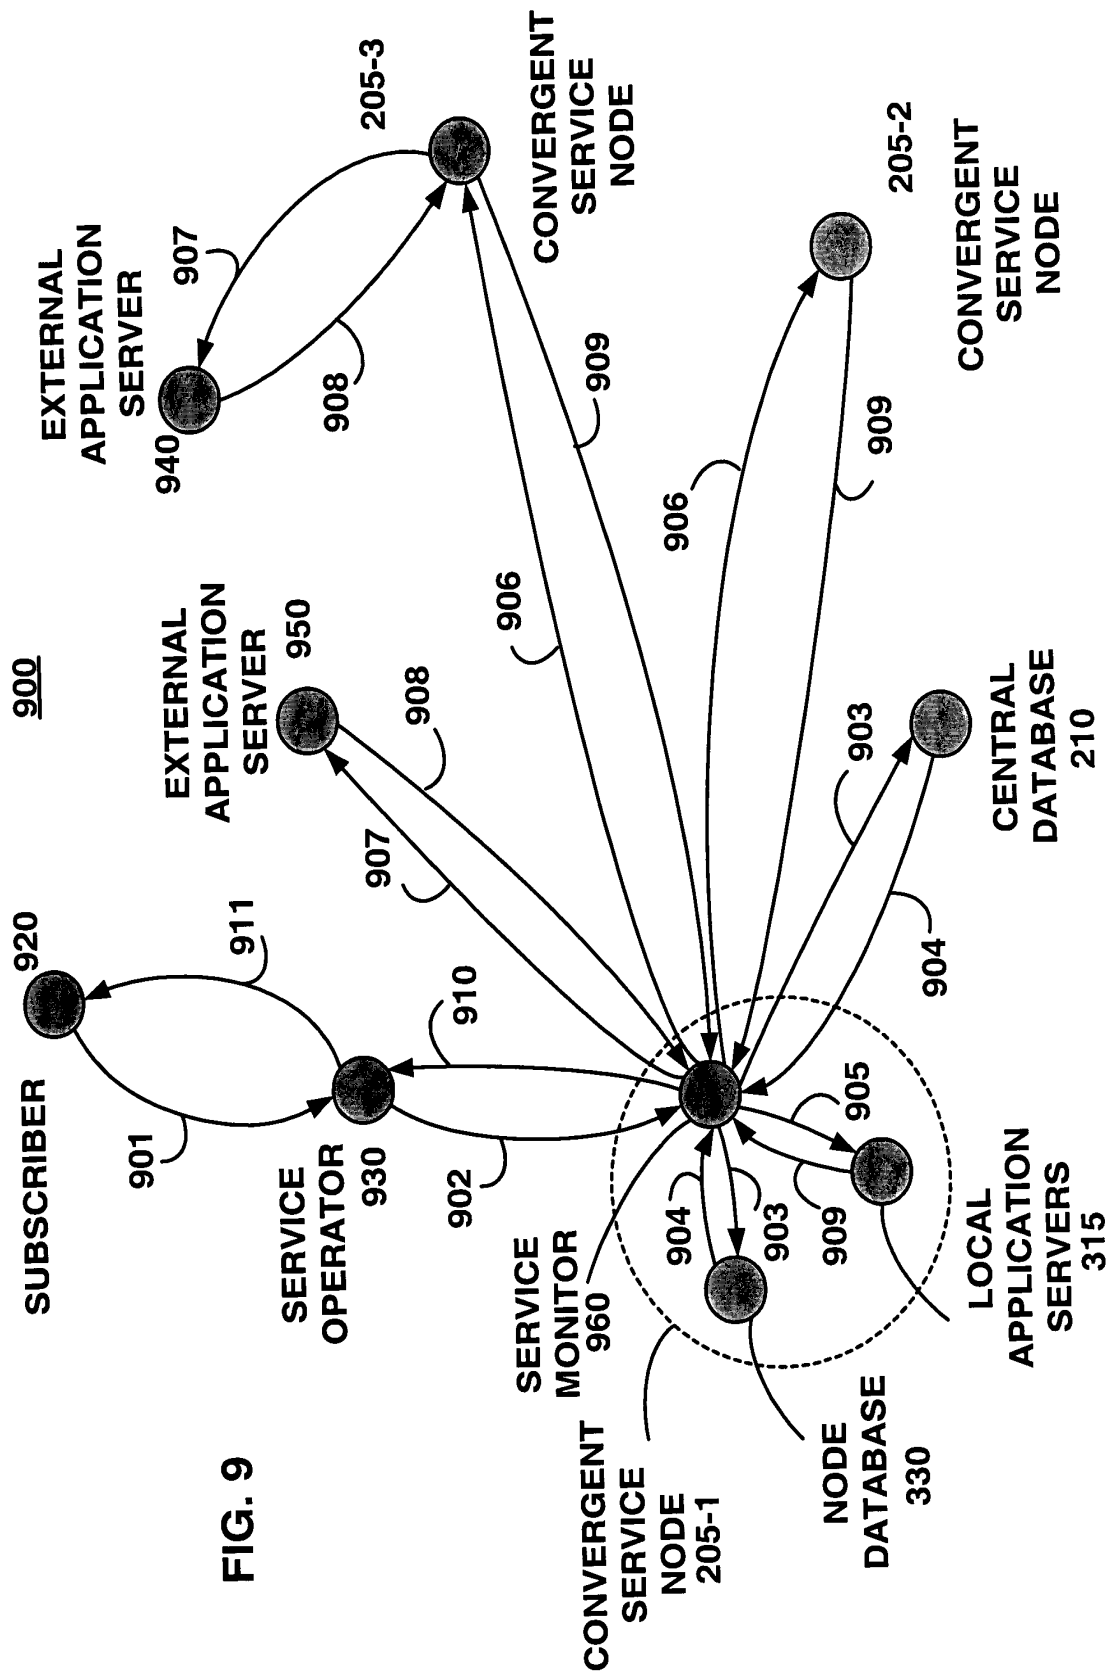 FIG. 9
900
SUBSCRIBER
920
901
911
SERVICE
OPERATOR
930
902
910
EXTERNAL
APPLICATION
SERVER
950
907
908
EXTERNAL
APPLICATION
SERVER
940
907
908
205-3
CONVERGENT
SERVICE
NODE
906
909
906
909
205-2
CONVERGENT
SERVICE
NODE
903
904
CENTRAL
DATABASE
210
SERVICE
MONITOR
960
904
903
905
909
CONVERGENT
SERVICE
NODE
205-1
NODE
DATABASE
330
LOCAL
APPLICATION
SERVERS
315